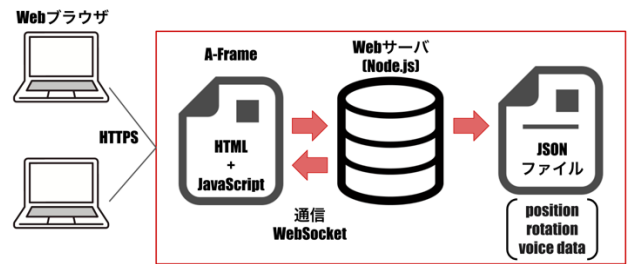 Webブラウザ
HTTPS
A-Frame
HTML
+
JavaScript
通信
WebSocket
Webサーバ
(Node.js)
JSON
ファイル
position
rotation
voice data